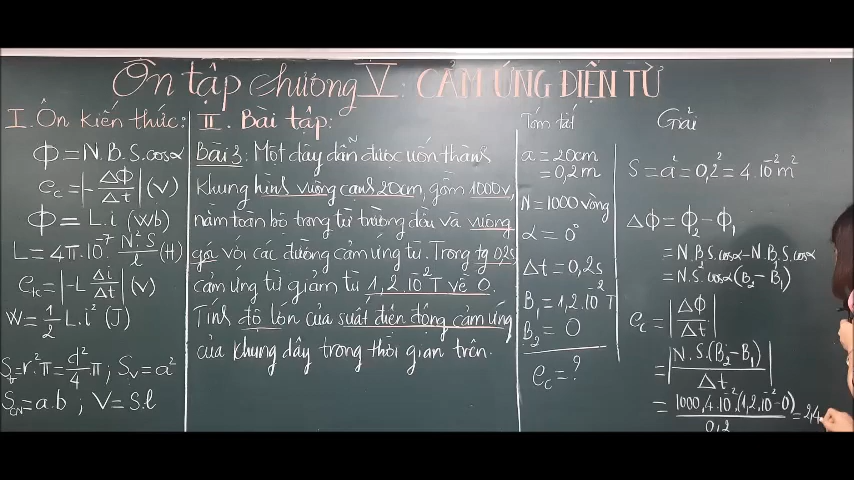 Ôn tập chương V: CẢM ỨNG ĐIỆN TỪ
I. Ôn kiến thức:
Φ = N.B.S.cosα
e_c = |-ΔΦ/Δt| (V)
Φ = L.i (Wb)
L = 4π.10⁻⁷ N².S/l (H)
e_tc = |-L Δi/Δt| (V)
W = 1/2 L.i² (J)
= r².π = d²/4 π ; S_V = a²
S_CN = a.b ; V = S.l
II. Bài tập:
Bài 3: Một dây dẫn được uốn thành
khung hình vuông cạnh 20cm, gồm 1000v,
nằm toàn bộ trong từ trường đều và vuông
góc với các đường cảm ứng từ. Trong tg 0,2s
cảm ứng từ giảm từ 1,2.10⁻²T về 0.
Tính độ lớn của suất điện động cảm ứng
của khung dây trong thời gian trên.
Tóm tắt
a = 20cm
= 0,2m
N = 1000 vòng
α = 0°
Δt = 0,2s
B₁ = 1,2.10⁻² T
B₂ = 0
e_c = ?
Giải
S = a² = 0,2² = 4.10⁻² m²
ΔΦ = Φ₂ - Φ₁
= N.B₂.S.cosα - N.B₁.S.cosα
= N.S.cosα(B₂ - B₁)
e_c = |ΔΦ/Δt|
= |N.S.(B₂-B₁)/Δt|
= 1000.4.10⁻².(1,2.10⁻²-0)/0,2 = 2,4